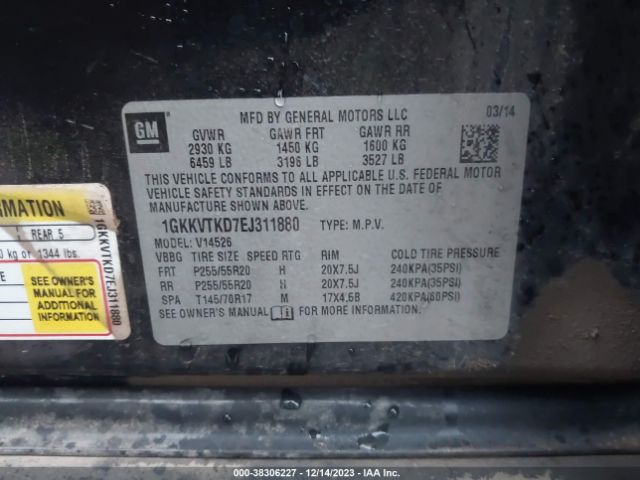 GM
MFD BY GENERAL MOTORS LLC 03/14
GVWR GAWR FRT GAWR RR
2930 KG 1450 KG 1600 KG
6459 LB 3196 LB 3527 LB
THIS VEHICLE CONFORMS TO ALL APPLICABLE U.S. FEDERAL MOTOR
VEHICLE SAFETY STANDARDS IN EFFECT ON THE DATE OF
MANUFACTURE SHOWN ABOVE.
1GKKVTKD7EJ311880 TYPE: M.P.V.
MODEL: V14526
VBBG TIRE SIZE SPEED RTG RIM COLD TIRE PRESSURE
FRT P255/55R20 H 20X7.5J 240KPA(35PSI)
RR P255/55R20 H 20X7.5J 240KPA(35PSI)
SPA T145/70R17 M 17X4.5B 420KPA(60PSI)
SEE OWNER'S MANUAL FOR MORE INFORMATION.
RMATION
REAR 5
kg or 1344 lbs.
SEE OWNER'S
MANUAL FOR
ADDITIONAL
INFORMATION
1GKKVTKD7EJ311880
000-38306227 - 12/14/2023 - IAA Inc.